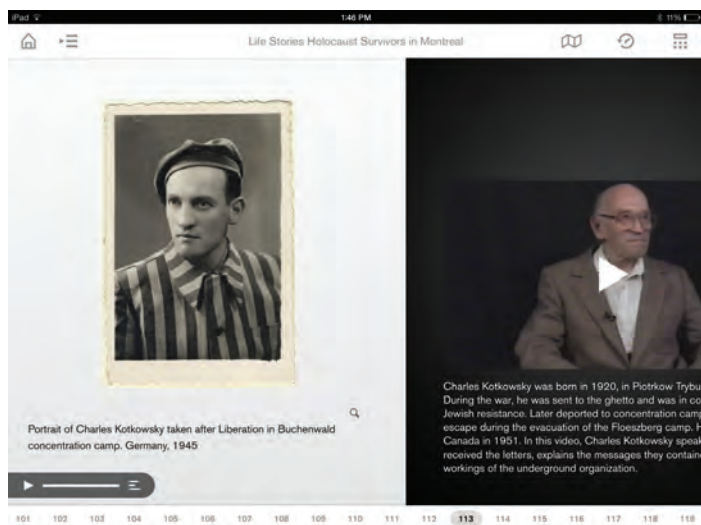 iPad
1:46 PM
11%
Life Stories Holocaust Survivors in Montreal
Portrait of Charles Kotkowsky taken after Liberation in Buchenwald
concentration camp. Germany, 1945
Charles Kotkowsky was born in 1920, in Piotrkow Trybu
During the war, he was sent to the ghetto and was in co
Jewish resistance. Later deported to concentration camp
escape during the evacuation of the Floeszberg camp. H
Canada in 1951. In this video, Charles Kotkowsky speak
received the letters, explains the messages they containe
workings of the underground organization.
101 102 103 104 105 106 107 108 109 110 111 112 113 114 115 116 117 118 119